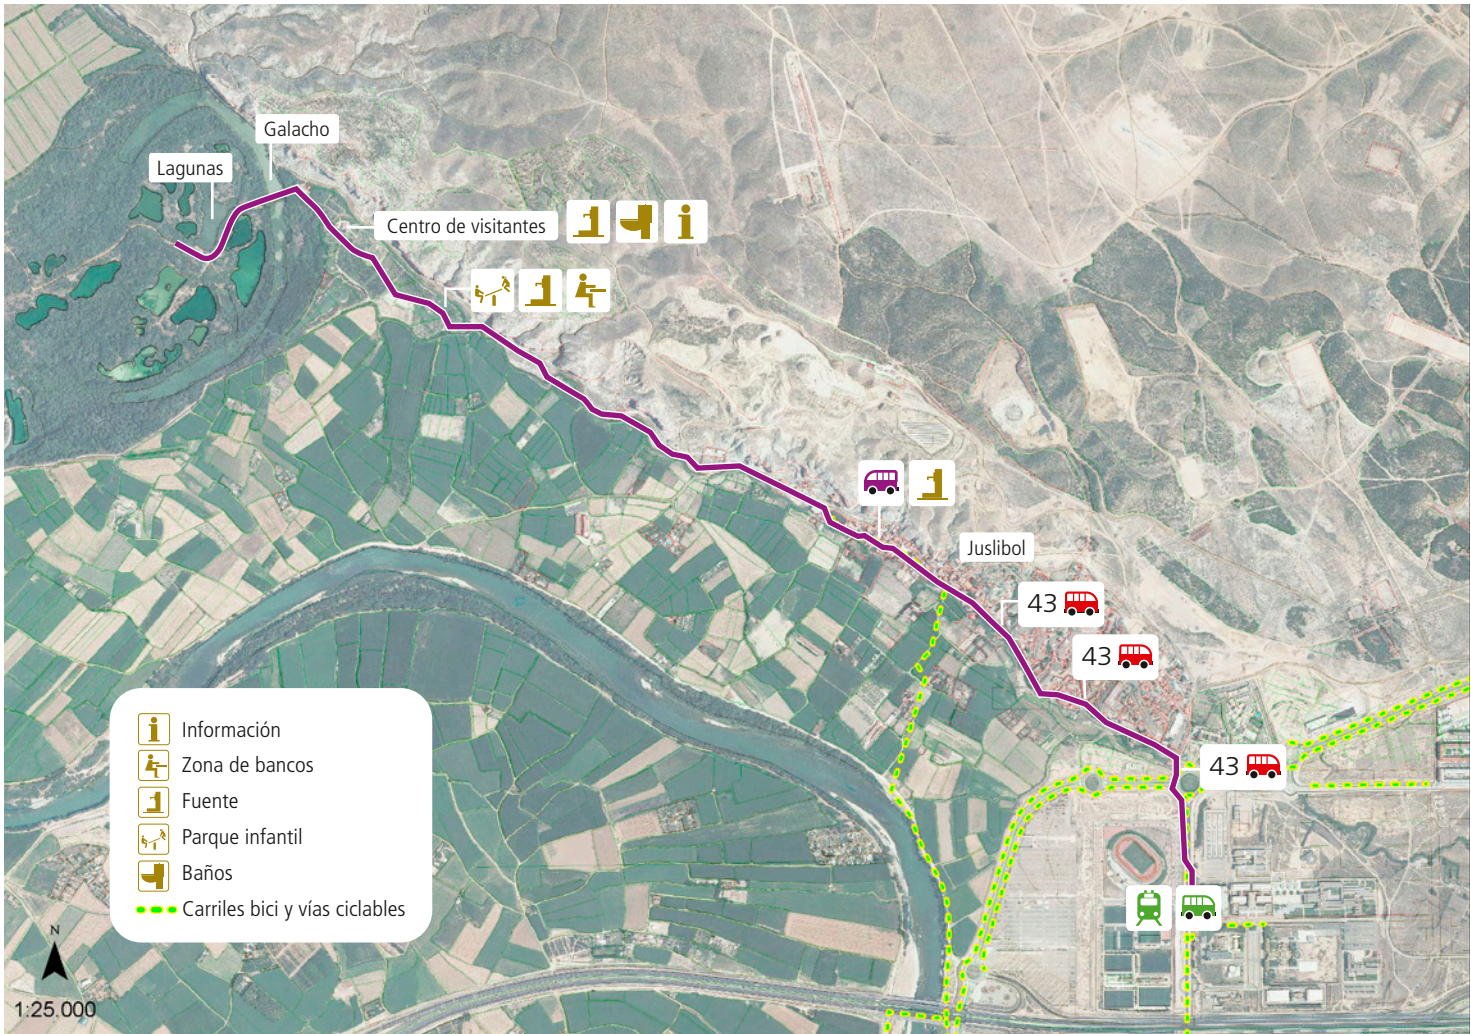 Galacho
Lagunas
Centro de visitantes
Juslibol
43
43
43
Información
Zona de bancos
Fuente
Parque infantil
Baños
Carriles bici y vías ciclables
N
1:25.000